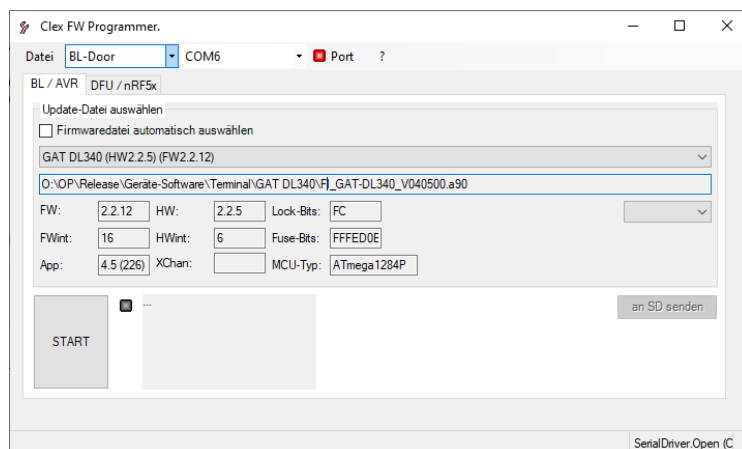 Clex FW Programmer.
Datei BL-Door COM6 Port ?
BL / AVR DFU / nRF5x
Update-Datei auswählen
Firmwaredatei automatisch auswählen
GAT DL340 (HW2.2.5) (FW2.2.12)
O:\OP\Release\Geräte-Software\Terminal\GAT DL340\F_GAT-DL340_V040500.a90
FW: 2.2.12 HW: 2.2.5 Lock-Bits: FC
FWint: 16 HWint: 6 Fuse-Bits: FFFED0E
App: 4.5 (226) XChan: MCU-Typ: ATmega1284P
... an SD senden
START
SerialDriver.Open (C